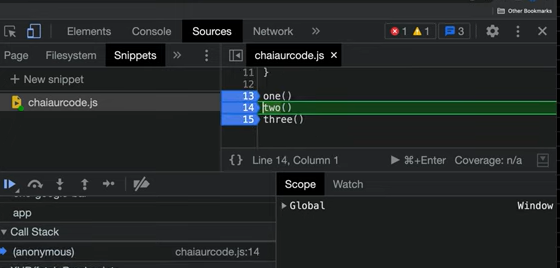 Other Bookmarks
Elements Console Sources Network » 1 1 3
Page Filesystem Snippets » chaiaurcode.js ×
+ New snippet
chaiaurcode.js
11 }
12
13 one()
14 two()
15 three()
{} Line 14, Column 1 ⌘+Enter Coverage: n/a
Scope Watch
app
Global Window
Call Stack
(anonymous) chaiaurcode.js:14